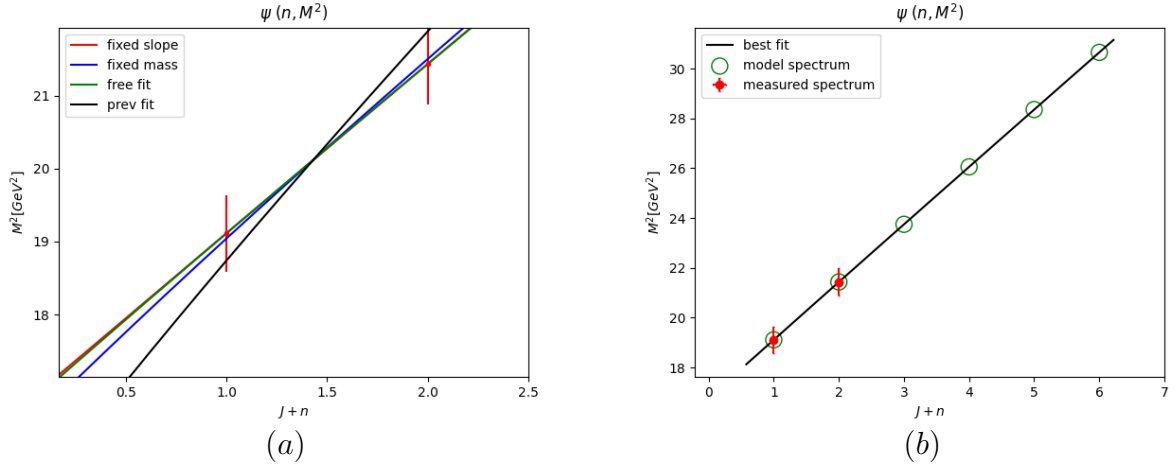 ψ (n, M²)
fixed slope
fixed mass
free fit
prev fit
21
20
19
18
M²[GeV²]
0.5 1.0 1.5 2.0 2.5
J + n
(a)
ψ (n, M²)
best fit
model spectrum
measured spectrum
30
28
26
24
22
20
18
M²[GeV²]
0 1 2 3 4 5 6 7
J + n
(b)